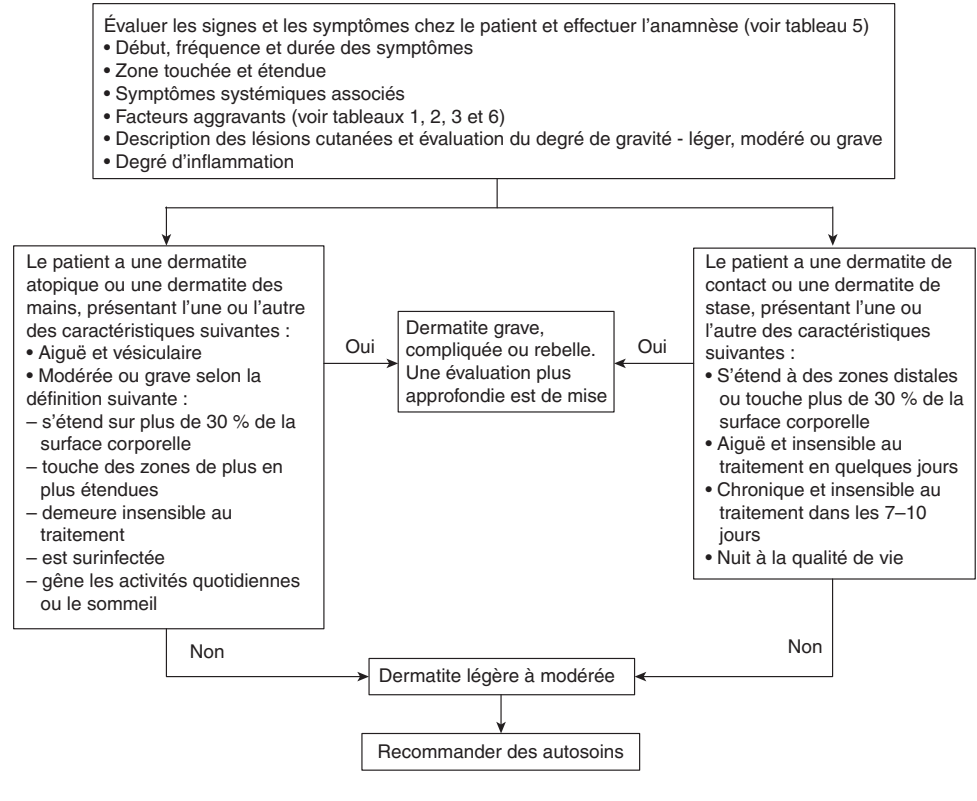 Évaluer les signes et les symptômes chez le patient et effectuer l’anamnèse (voir tableau 5)
• Début, fréquence et durée des symptômes
• Zone touchée et étendue
• Symptômes systémiques associés
• Facteurs aggravants (voir tableaux 1, 2, 3 et 6)
• Description des lésions cutanées et évaluation du degré de gravité - léger, modéré ou grave
• Degré d’inflammation
Le patient a une dermatite
atopique ou une dermatite des
mains, présentant l’une ou l’autre
des caractéristiques suivantes :
• Aiguë et vésiculaire
• Modérée ou grave selon la
définition suivante :
– s’étend sur plus de 30 % de la
surface corporelle
– touche des zones de plus en
plus étendues
– demeure insensible au
traitement
– est surinfectée
– gêne les activités quotidiennes
ou le sommeil
Oui
Dermatite grave,
compliquée ou rebelle.
Une évaluation plus
approfondie est de mise
Oui
Le patient a une dermatite de
contact ou une dermatite de
stase, présentant l’une ou
l’autre des caractéristiques
suivantes :
• S’étend à des zones distales
ou touche plus de 30 % de la
surface corporelle
• Aiguë et insensible au
traitement en quelques jours
• Chronique et insensible au
traitement dans les 7–10
jours
• Nuit à la qualité de vie
Non
Non
Dermatite légère à modérée
Recommander des autosoins